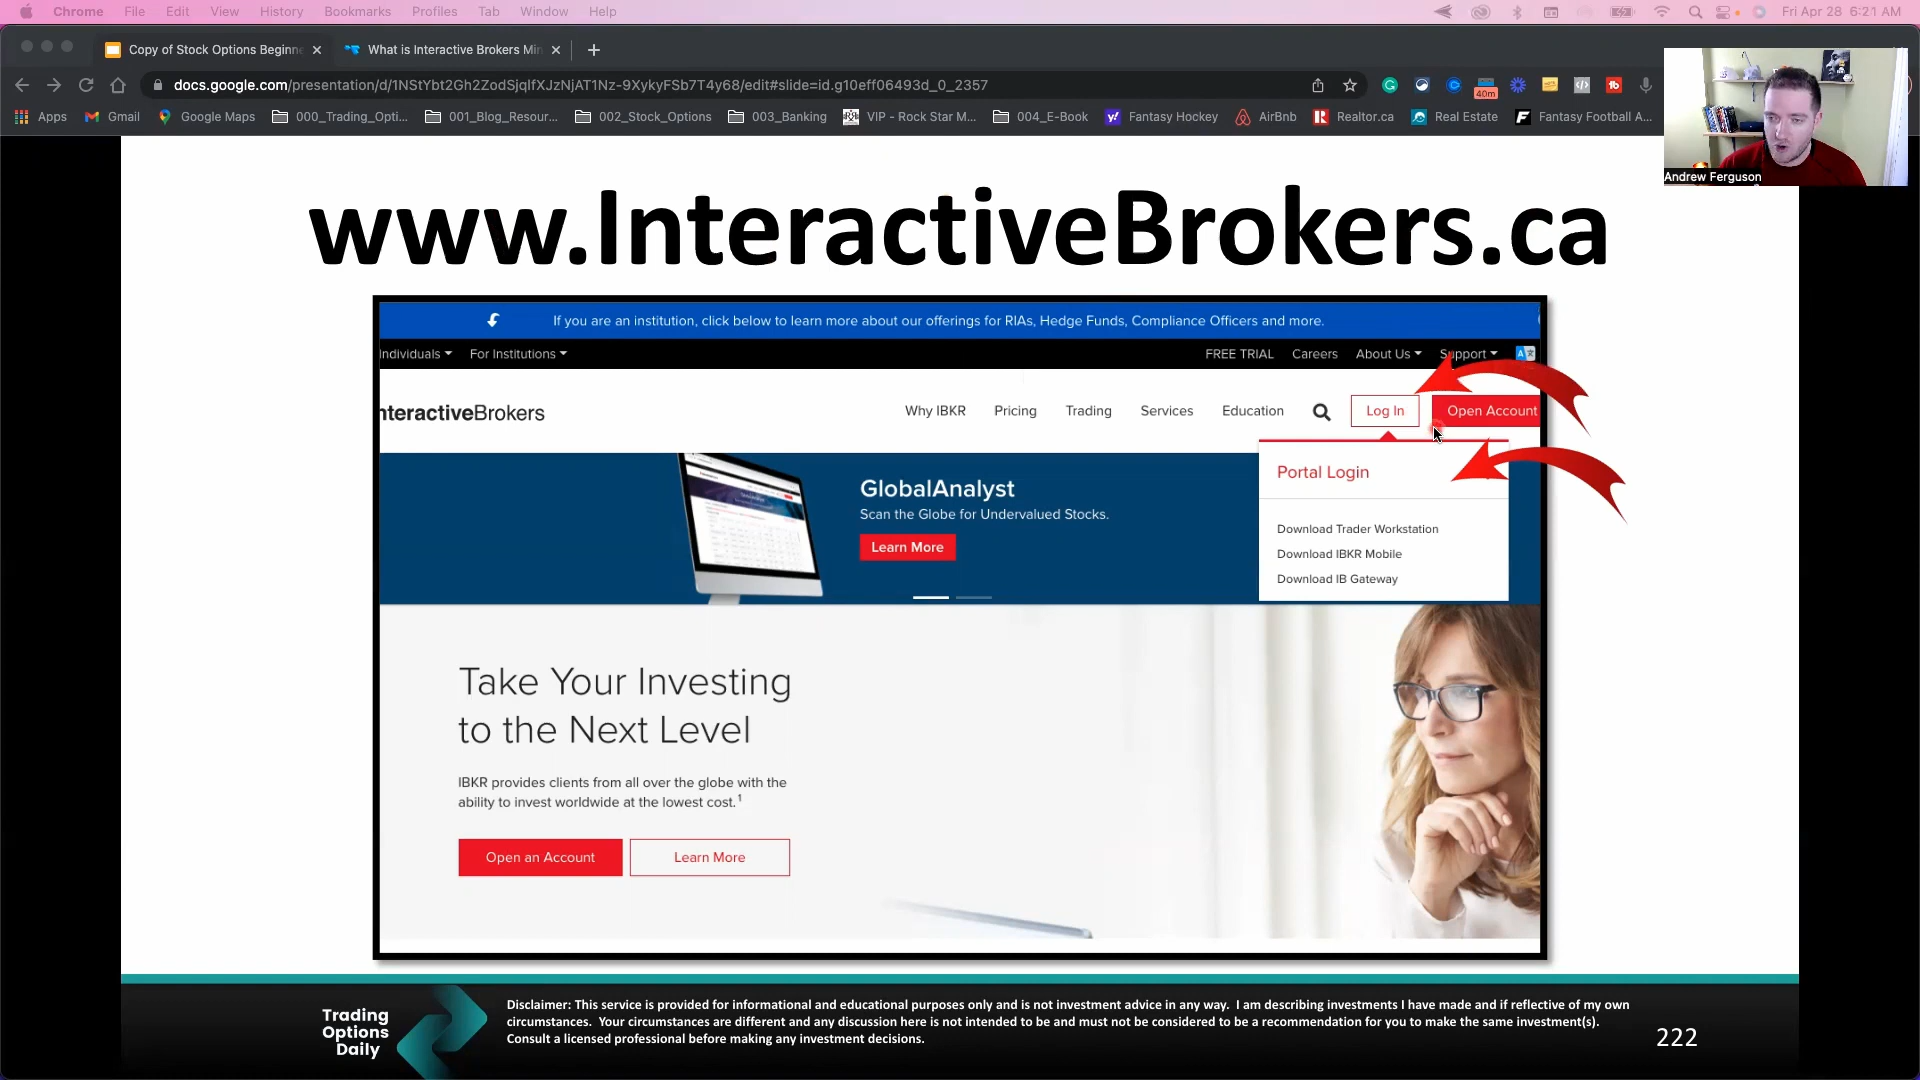 Chrome File Edit View History Bookmarks Profiles Tab Window Help Fri Apr 28 6:21 AM
Copy of Stock Options Beginne What is Interactive Brokers Min
docs.google.com/presentation/d/1NStYbt2Gh2ZodSjqIfXJzNjAT1Nz-9XykyFSb7T4y68/edit#slide=id.g10eff06493d_0_2357
40m
Apps Gmail Google Maps 000_Trading_Opti... 001_Blog_Resour... 002_Stock_Options 003_Banking VIP - Rock Star M... 004_E-Book Fantasy Hockey AirBnb Realtor.ca Real Estate Fantasy Football A...
Andrew Ferguson
www.InteractiveBrokers.ca
If you are an institution, click below to learn more about our offerings for RIAs, Hedge Funds, Compliance Officers and more.
Individuals For Institutions FREE TRIAL Careers About Us Support
nteractiveBrokers Why IBKR Pricing Trading Services Education Log In Open Account
Portal Login
Download Trader Workstation
Download IBKR Mobile
Download IB Gateway
GlobalAnalyst
Scan the Globe for Undervalued Stocks.
Learn More
Take Your Investing
to the Next Level
IBKR provides clients from all over the globe with the
ability to invest worldwide at the lowest cost.1
Open an Account Learn More
Trading
Options
Daily
Disclaimer: This service is provided for informational and educational purposes only and is not investment advice in any way. I am describing investments I have made and if reflective of my own
circumstances. Your circumstances are different and any discussion here is not intended to be and must not be considered to be a recommendation for you to make the same investment(s).
Consult a licensed professional before making any investment decisions.
222